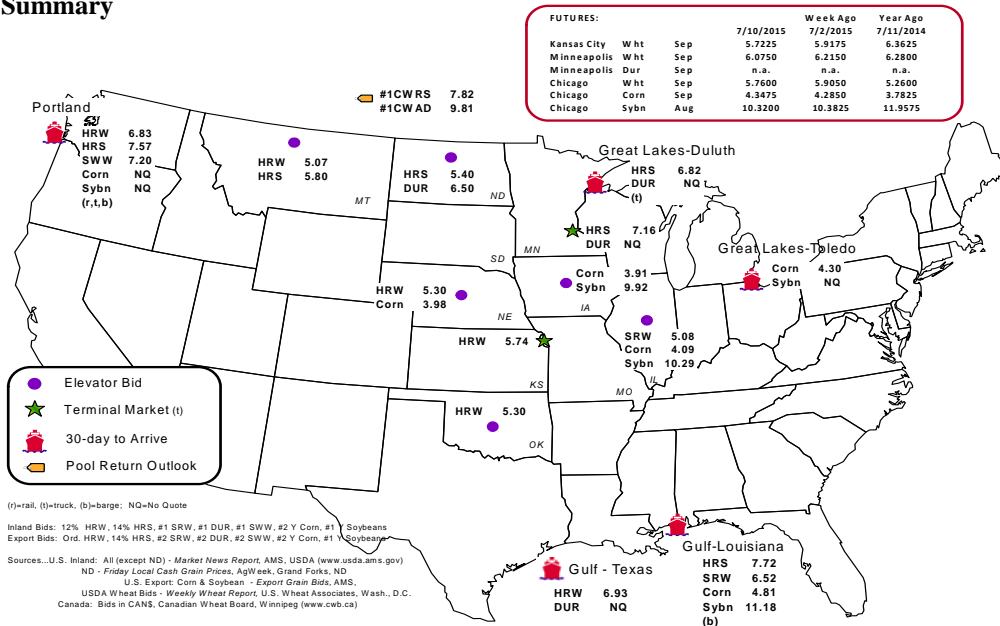 Summary
FUTURES: Week Ago Year Ago
7/10/2015 7/2/2015 7/11/2014
Kansas City Wht Sep 5.7225 5.9175 6.3625
Minneapolis Wht Sep 6.0750 6.2150 6.2800
Minneapolis Dur Sep n.a. n.a. n.a.
Chicago Wht Sep 5.7600 5.9050 5.2600
Chicago Corn Sep 4.3475 4.2850 3.7825
Chicago Sybn Aug 10.3200 10.3825 11.9575
#1CWRS 7.82
#1CWAD 9.81
Portland
HRW 6.83
HRS 7.57
SWW 7.20
Corn NQ
Sybn NQ
(r,t,b)
HRW 5.07
HRS 5.80
MT
HRS 5.40
DUR 6.50
ND
Great Lakes-Duluth
HRS 6.82
DUR NQ
(t)
HRS 7.16
DUR NQ
MN
SD
Great Lakes-Toledo
Corn 4.30
Sybn NQ
Corn 3.91
Sybn 9.92
IA
HRW 5.30
Corn 3.98
NE
SRW 5.08
Corn 4.09
Sybn 10.29
IL
HRW 5.74
KS
MO
HRW 5.30
OK
Elevator Bid
Terminal Market (t)
30-day to Arrive
Pool Return Outlook
(r)=rail, (t)=truck, (b)=barge; NQ=No Quote
Inland Bids: 12% HRW, 14% HRS, #1 SRW, #1 DUR, #1 SWW, #2 Y Corn, #1 Y Soybeans
Export Bids: Ord. HRW, 14% HRS, #2 SRW, #2 DUR, #2 SWW, #2 Y Corn, #1 Y Soybeans
Sources...U.S. Inland: All (except ND) - Market News Report, AMS, USDA (www.usda.ams.gov)
ND - Friday Local Cash Grain Prices, AgWeek, Grand Forks, ND
U.S. Export: Corn & Soybean - Export Grain Bids, AMS,
USDA Wheat Bids - Weekly Wheat Report, U.S. Wheat Associates, Wash., D.C.
Canada: Bids in CAN$, Canadian Wheat Board, Winnipeg (www.cwb.ca)
Gulf - Texas
HRW 6.93
DUR NQ
Gulf-Louisiana
HRS 7.72
SRW 6.52
Corn 4.81
Sybn 11.18
(b)